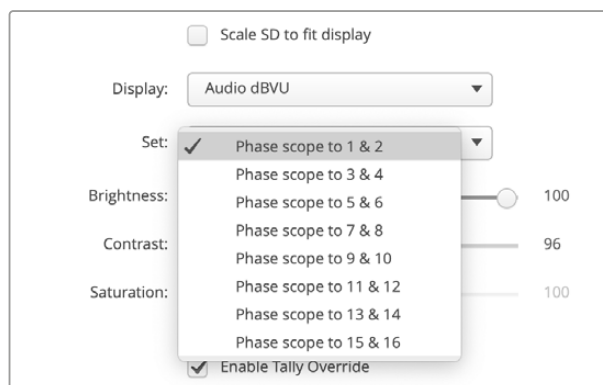 Scale SD to fit display
Display: Audio dBVU
Set:
Phase scope to 1 & 2
Phase scope to 3 & 4
Phase scope to 5 & 6
Phase scope to 7 & 8
Phase scope to 9 & 10
Phase scope to 11 & 12
Phase scope to 13 & 14
Phase scope to 15 & 16
Brightness: 100
Contrast: 96
Saturation: 100
Enable Tally Override